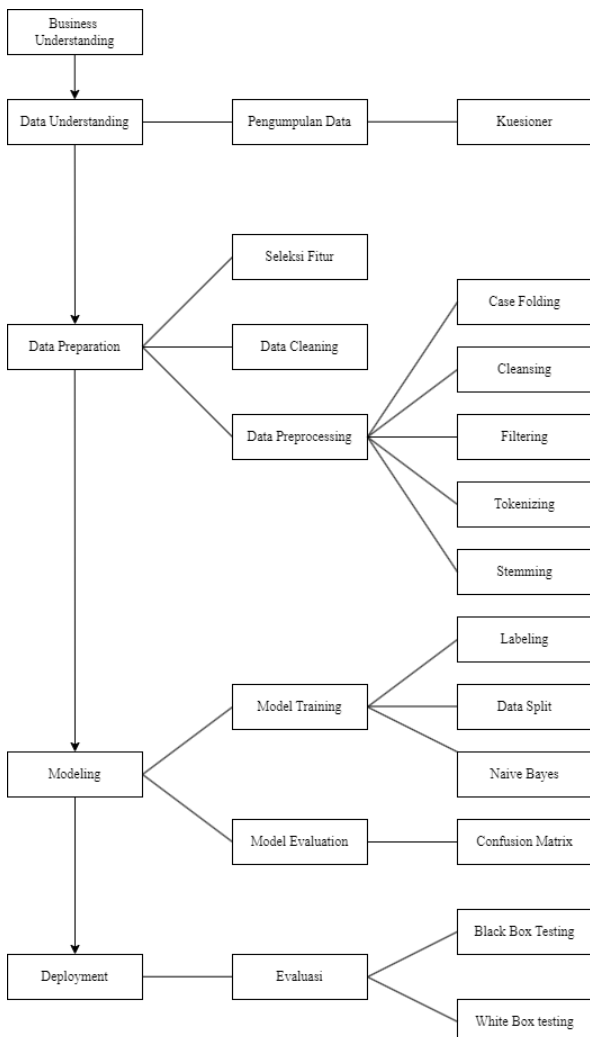 Business
Understanding
Data Understanding
Pengumpulan Data
Kuesioner
Seleksi Fitur
Case Folding
Data Preparation
Data Cleaning
Cleansing
Data Preprocessing
Filtering
Tokenizing
Stemming
Labeling
Model Training
Data Split
Modeling
Naive Bayes
Model Evaluation
Confusion Matrix
Black Box Testing
Deployment
Evaluasi
White Box testing